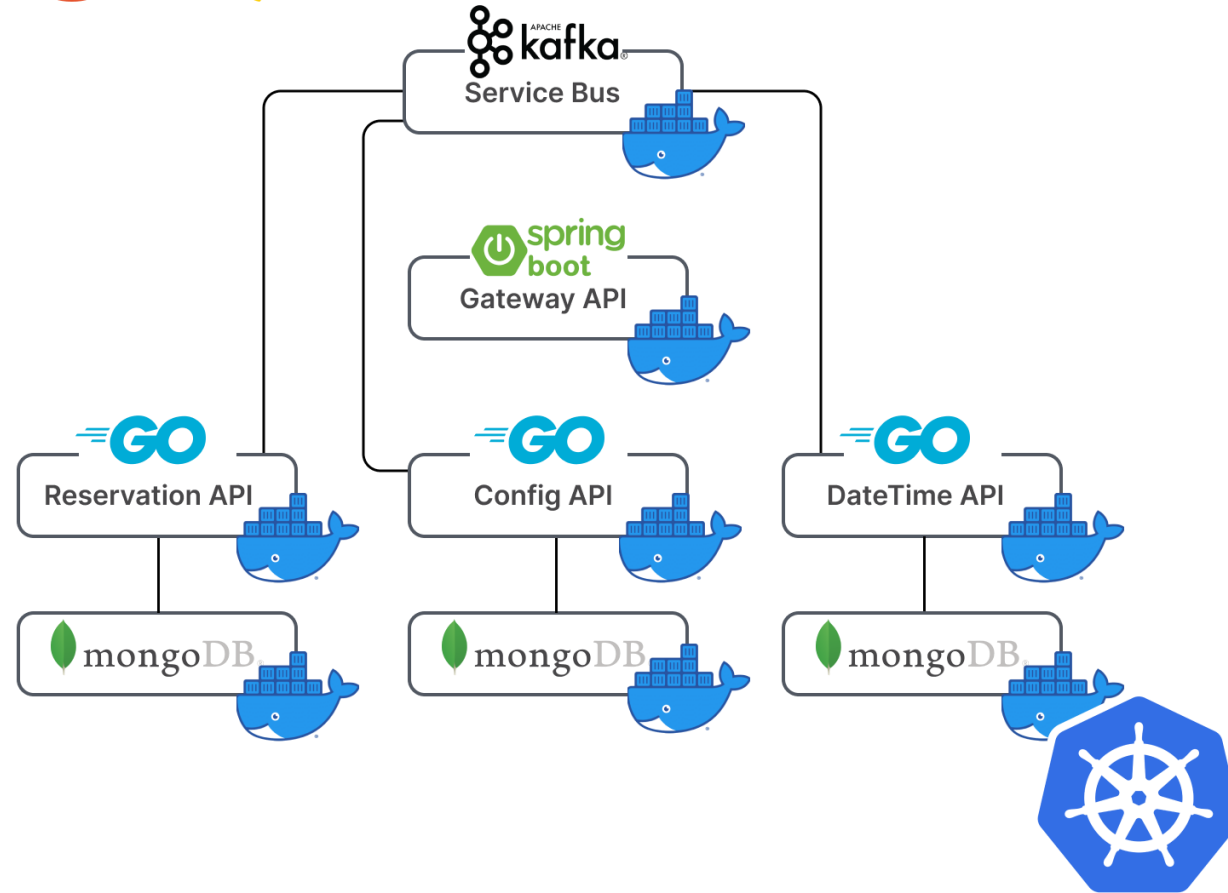 APACHE
kafka®
Service Bus
spring
boot
Gateway API
GO
GO
GO
Reservation API
Config API
DateTime API
mongoDB®
mongoDB
mongoDB®